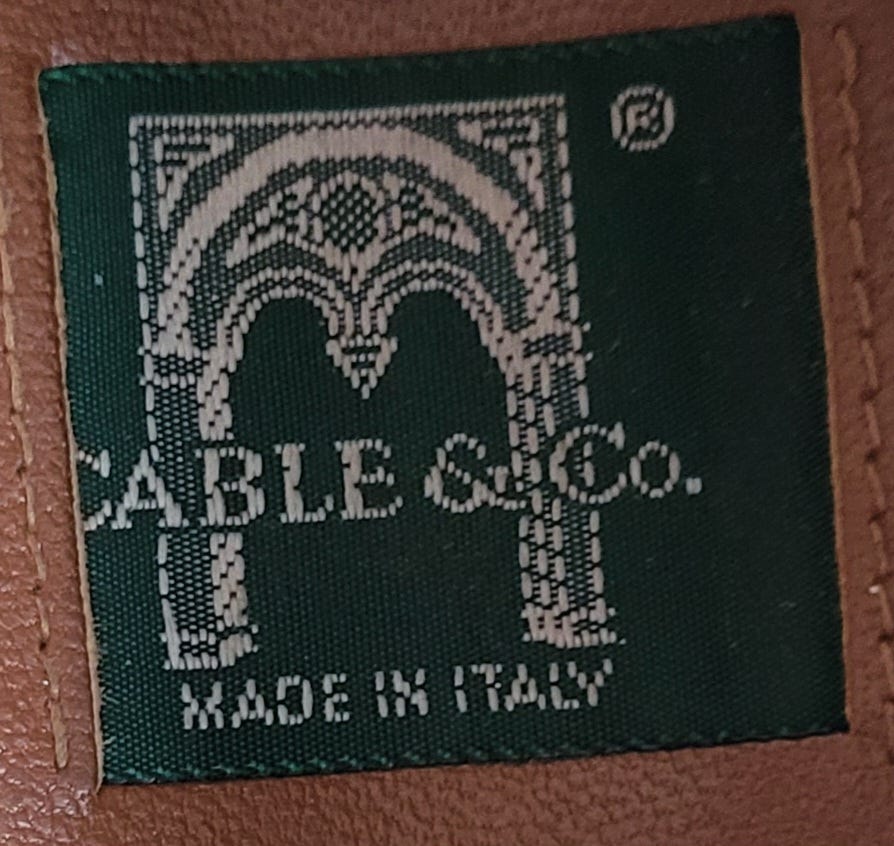 ®
CABLE & Co.
MADE IN ITALY